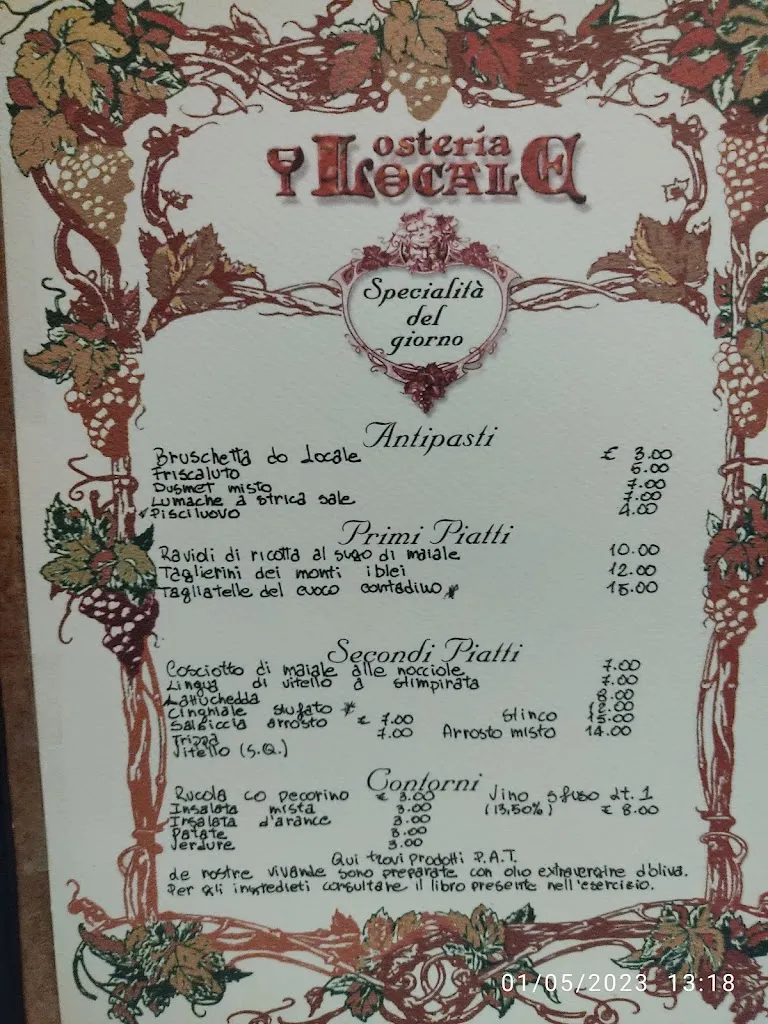 osteria
LOCALE
Specialità
del
giorno
Antipasti
Bruschetta do Locale € 3.00
Friscaluto 6.00
Dusmet misto 7.00
Lumache a strica sale 7.00
Pisciluovo 4.00
Primi Piatti
Ravioli di ricotta al sugo di maiale 10.00
Taglierini dei monti iblei 12.00
Tagliatelle del cuoco contadino * 15.00
Secondi Piatti
Cosciotto di maiale alle nocciole 7.00
Lingua di vitello a stimpirata 7.00
Lattuchedda 8.00
Cinghiale stufato * 12.00
Salsiccia arrosto € 7.00 Stinco 15.00
Trippa 7.00 Arrosto misto 14.00
Vitello (S.Q.)
Contorni
Rucola co pecorino € 3.00 Vino sfuso Lt. 1
Insalata mista 3.00 (13,50%) € 8.00
Insalata d'arance 3.00
Patate 3.00
Verdure 3.00
Qui trovi prodotti P.A.T.
de nostre vivande sono preparate con olio extravergine d'oliva.
Per gli ingredieti consultare il libro presente nell'esercizio.
01/05/2023 13:18